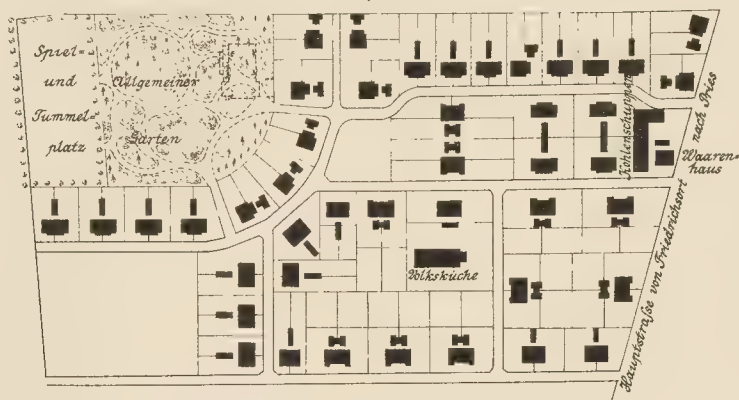 Spiel-
und
Tummel-
platz
Allgemeiner
Garten
Kohlenschuppen
Waaren-
haus
Volksküche
Hauptstraße von Friedrichsort nach Pries